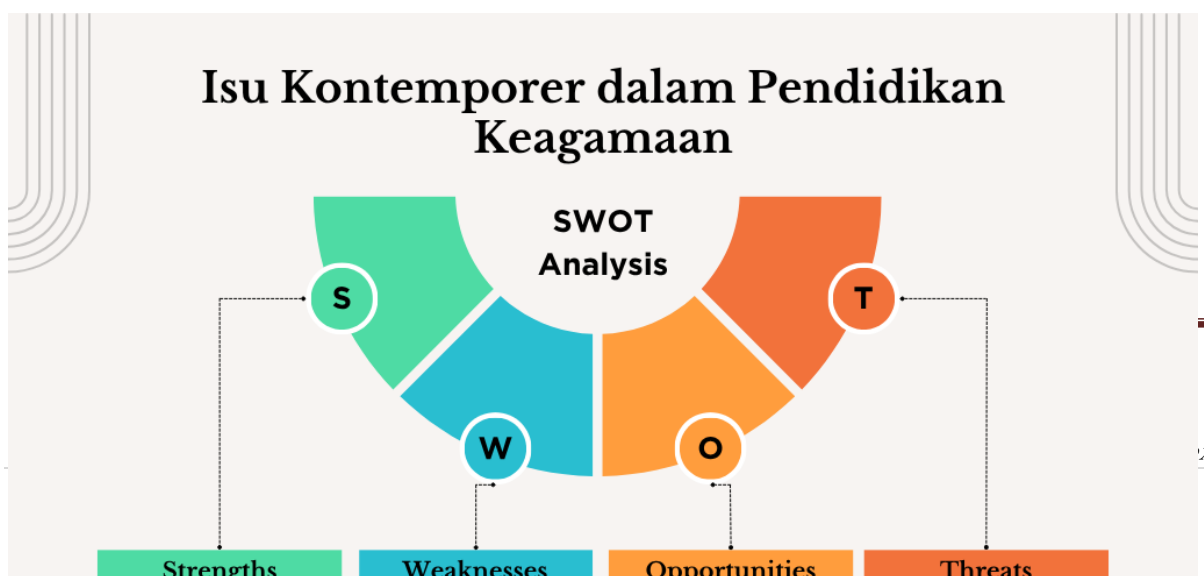 Isu Kontemporer dalam Pendidikan
Keagamaan
SWOT
Analysis
S
T
W
O
Strengths
Weaknesses
Opportunities
Threats